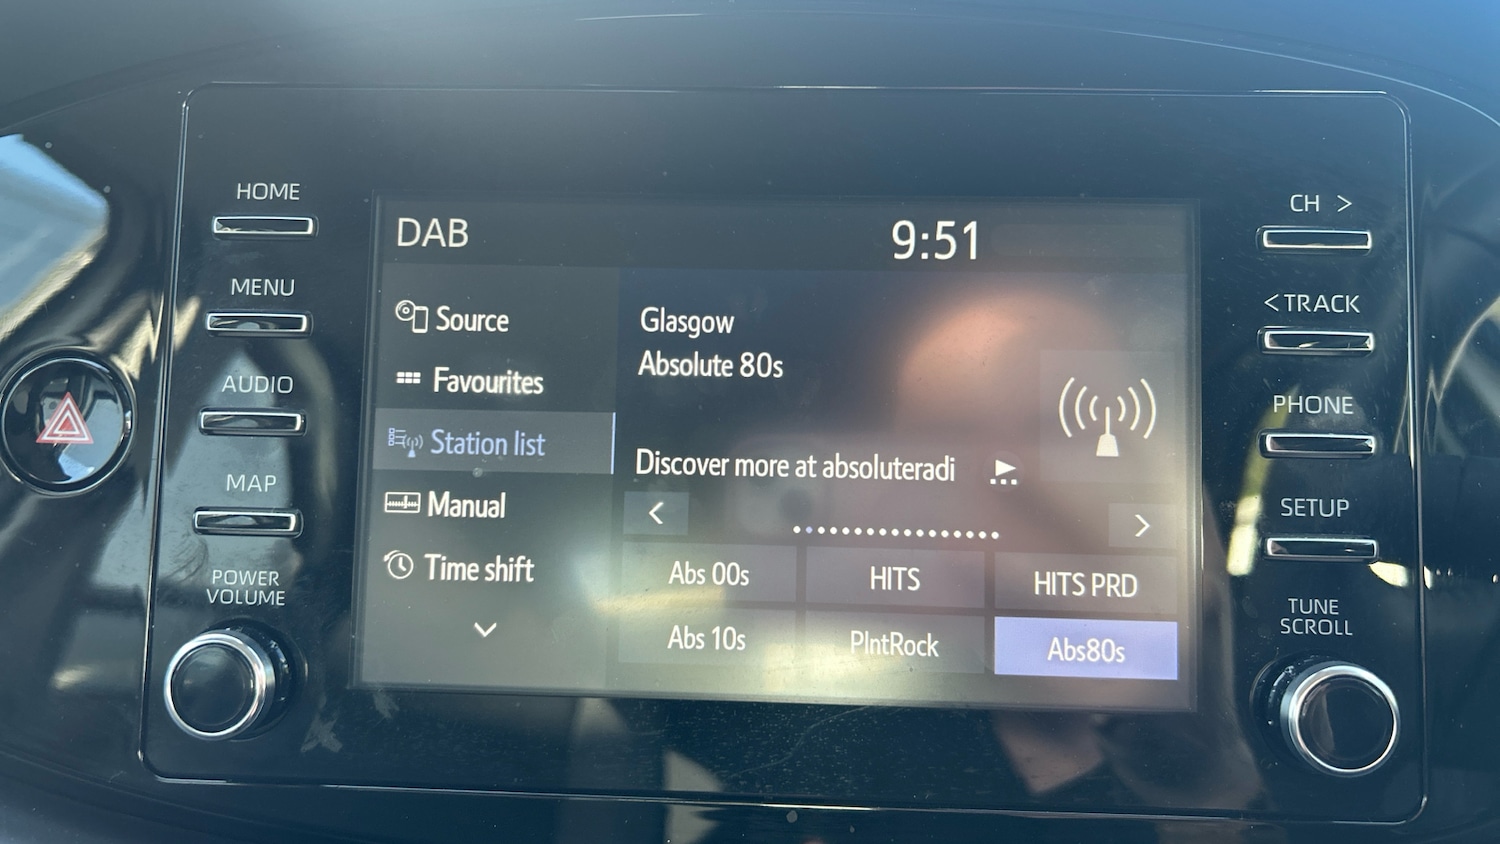 HOME
MENU
AUDIO
MAP
POWER
VOLUME
DAB
9:51
Source
Favourites
Station list
Manual
Time shift
Glasgow
Absolute 80s
Discover more at absoluteradi
Abs 00s
HITS
HITS PRD
Abs 10s
PlntRock
Abs80s
CH >
< TRACK
PHONE
SETUP
TUNE
SCROLL